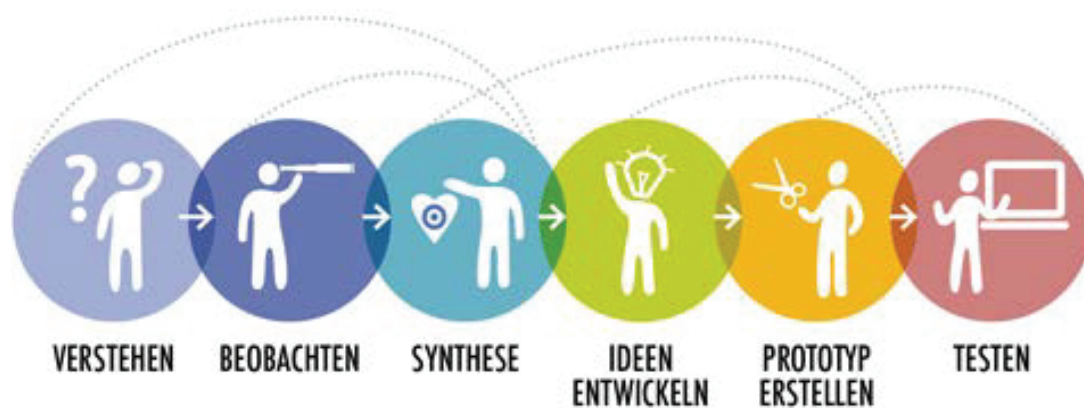 ?
VERSTEHEN
BEOBACHTEN
SYNTHESE
IDEEN
ENTWICKELN
PROTOTYP
ERSTELLEN
TESTEN